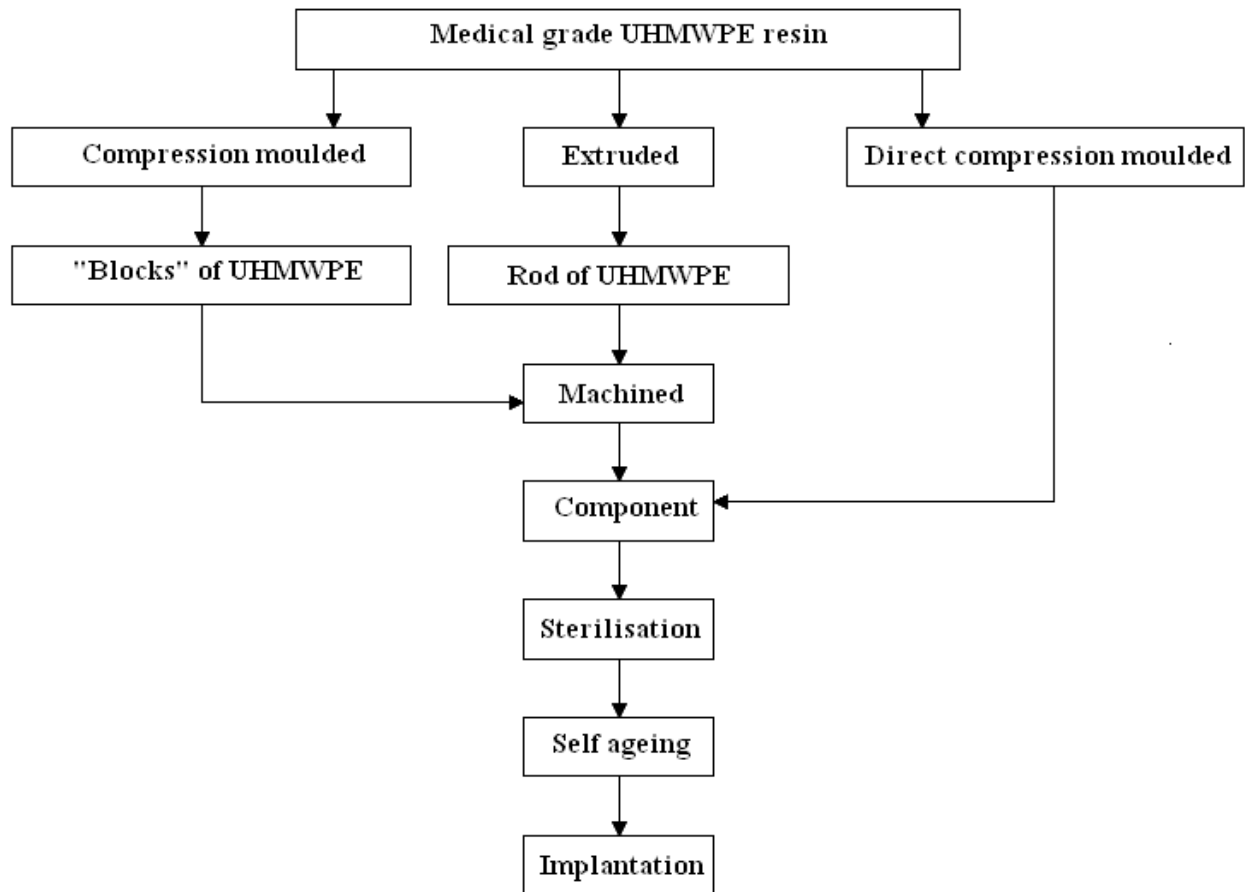 Medical grade UHMWPE resin
Compression moulded
Extruded
Direct compression moulded
"Blocks" of UHMWPE
Rod of UHMWPE
Machined
Component
Sterilisation
Self ageing
Implantation